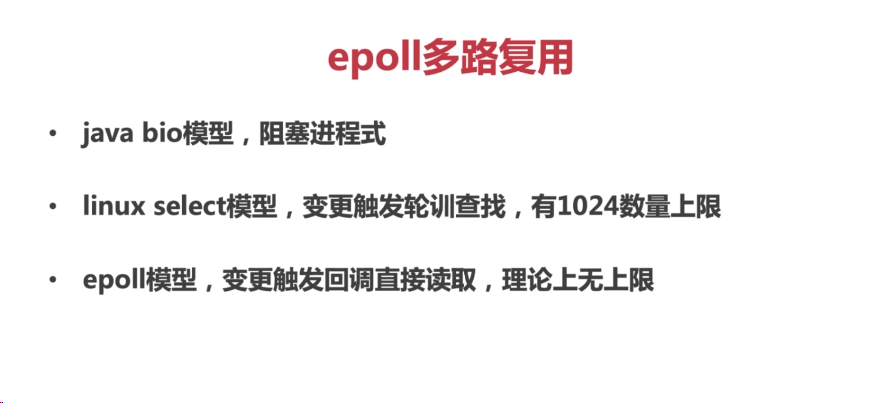 epoll多路复用
• java bio模型，阻塞进程式
• linux select模型，变更触发轮训查找，有1024数量上限
• epoll模型，变更触发回调直接读取，理论上无上限